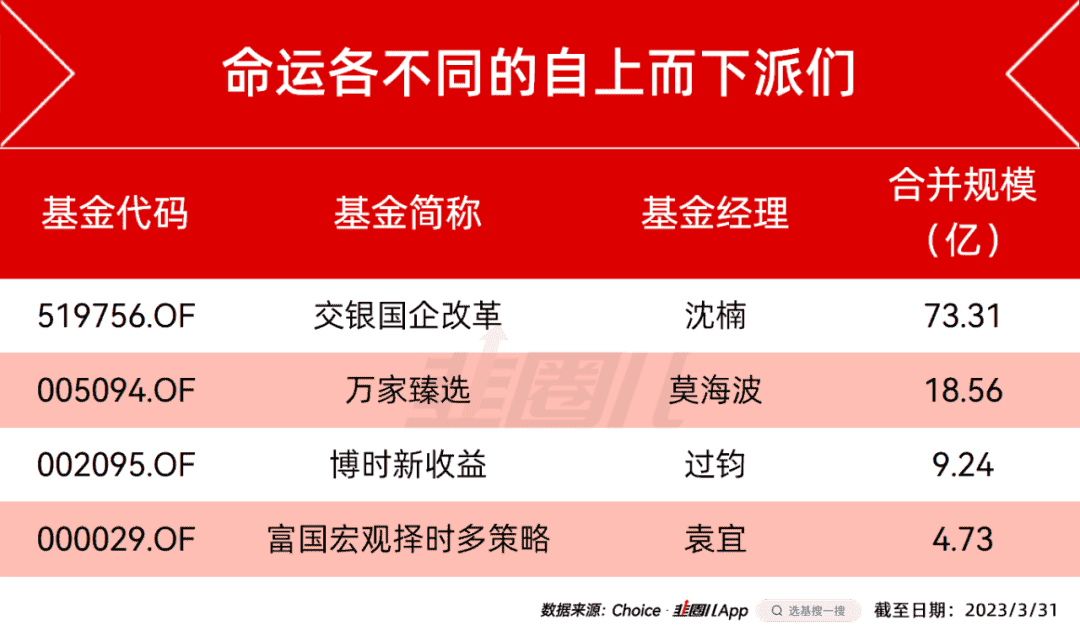 命运各不同的自上而下派们
基金代码 基金简称 基金经理 合并规模
（亿）
519756.OF 交银国企改革 沈楠 73.31
005094.OF 万家臻选 莫海波 18.56
002095.OF 博时新收益 过钧 9.24
000029.OF 富国宏观择时多策略 袁宜 4.73
韭圈儿
数据来源：Choice · 韭圈儿App 选基搜一搜 截至日期：2023/3/31